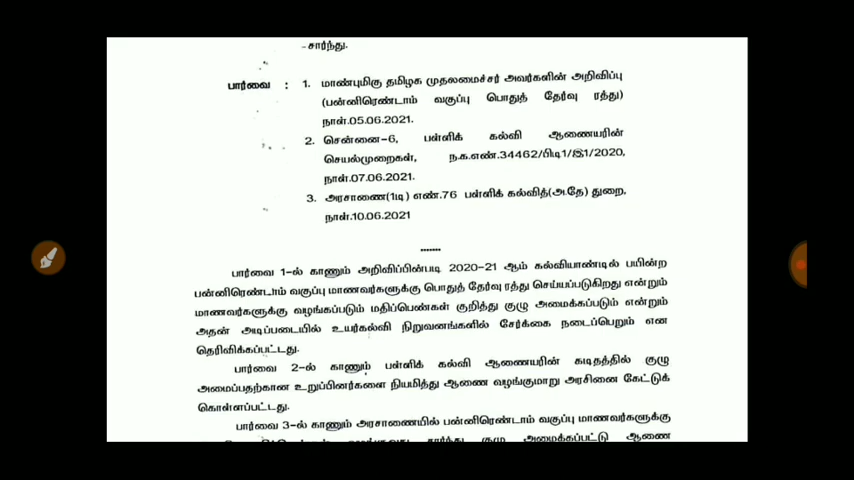 - சார்ந்து.
பார்வை : 1. மாண்புமிகு தமிழக முதலமைச்சர் அவர்களின் அறிவிப்பு
(பன்னிரெண்டாம் வகுப்பு பொதுத் தேர்வு ரத்து)
நாள்.05.06.2021.
2. சென்னை-6, பள்ளிக் கல்வி ஆணையரின்
செயல்முறைகள், ந.க.எண்.34462/பிடி1/இ1/2020,
நாள்.07.06.2021.
3. அரசாணை(1டி) எண்.76 பள்ளிக் கல்வித்(அ.தே) துறை,
நாள்.10.06.2021
.......
பார்வை 1-ல் காணும் அறிவிப்பின்படி 2020-21 ஆம் கல்வியாண்டில் பயின்ற
பன்னிரெண்டாம் வகுப்பு மாணவர்களுக்கு பொதுத் தேர்வு ரத்து செய்யப்படுகிறது என்றும்
மாணவர்களுக்கு வழங்கப்படும் மதிப்பெண்கள் குறித்து குழு அமைக்கப்படும் என்றும்
அதன் அடிப்படையில் உயர்கல்வி நிறுவனங்களில் சேர்க்கை நடைப்பெறும் என
தெரிவிக்கப்பட்டது.
பார்வை 2-ல் காணும் பள்ளிக் கல்வி ஆணையரின் கடிதத்தில் குழு
அமைப்பதற்கான உறுப்பினர்களை நியமித்து ஆணை வழங்குமாறு அரசினை கேட்டுக்
கொள்ளப்பட்டது.
பார்வை 3-ல் காணும் அரசாணையில் பன்னிரெண்டாம் வகுப்பு மாணவர்களுக்கு
சார்ந்து குழு அமைக்கப்பட்டு ஆணை